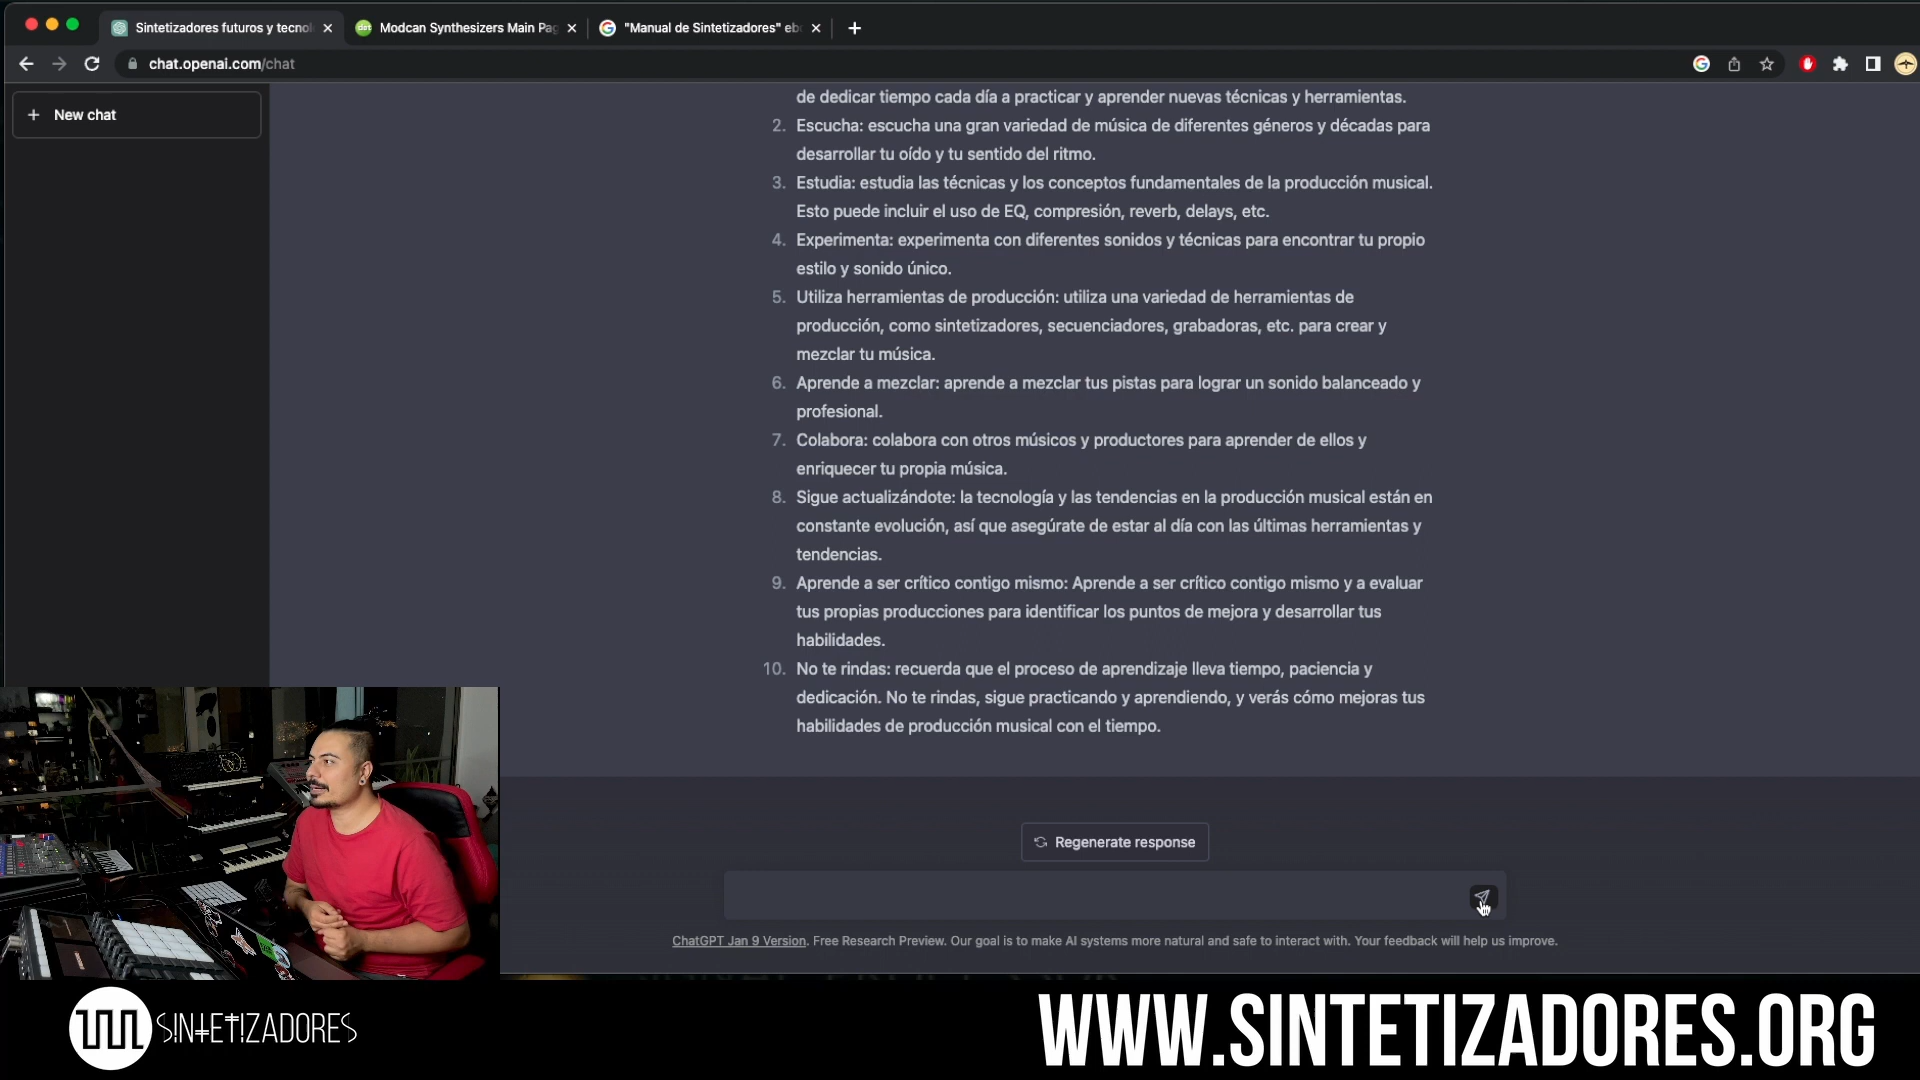 Sintetizadores futuros y tecnol
Modcan Synthesizers Main Pag
"Manual de Sintetizadores" eb
chat.openai.com/chat
New chat
de dedicar tiempo cada día a practicar y aprender nuevas técnicas y herramientas.
2. Escucha: escucha una gran variedad de música de diferentes géneros y décadas para
desarrollar tu oído y tu sentido del ritmo.
3. Estudia: estudia las técnicas y los conceptos fundamentales de la producción musical.
Esto puede incluir el uso de EQ, compresión, reverb, delays, etc.
4. Experimenta: experimenta con diferentes sonidos y técnicas para encontrar tu propio
estilo y sonido único.
5. Utiliza herramientas de producción: utiliza una variedad de herramientas de
producción, como sintetizadores, secuenciadores, grabadoras, etc. para crear y
mezclar tu música.
6. Aprende a mezclar: aprende a mezclar tus pistas para lograr un sonido balanceado y
profesional.
7. Colabora: colabora con otros músicos y productores para aprender de ellos y
enriquecer tu propia música.
8. Sigue actualizándote: la tecnología y las tendencias en la producción musical están en
constante evolución, así que asegúrate de estar al día con las últimas herramientas y
tendencias.
9. Aprende a ser crítico contigo mismo: Aprende a ser crítico contigo mismo y a evaluar
tus propias producciones para identificar los puntos de mejora y desarrollar tus
habilidades.
10. No te rindas: recuerda que el proceso de aprendizaje lleva tiempo, paciencia y
dedicación. No te rindas, sigue practicando y aprendiendo, y verás cómo mejoras tus
habilidades de producción musical con el tiempo.
Regenerate response
ChatGPT Jan 9 Version. Free Research Preview. Our goal is to make AI systems more natural and safe to interact with. Your feedback will help us improve.
SINTETIZADORES
WWW.SINTETIZADORES.ORG